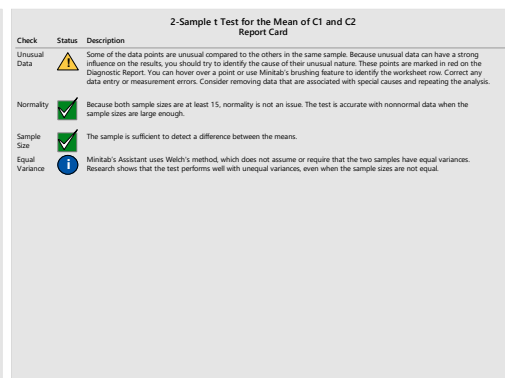 2-Sample t Test for the Mean of C1 and C2
Report Card
Check Status Description
Unusual Data Some of the data points are unusual compared to the others in the same sample. Because unusual data can have a strong
influence on the results, you should try to identify the cause of their unusual nature. These points are marked in red on the
Diagnostic Report. You can hover over a point or use Minitab's brushing feature to identify the worksheet row. Correct any
data entry or measurement errors. Consider removing data that are associated with special causes and repeating the analysis.
Normality Because both sample sizes are at least 15, normality is not an issue. The test is accurate with nonnormal data when the
sample sizes are large enough.
Sample Size The sample is sufficient to detect a difference between the means.
Equal Variance i Minitab's Assistant uses Welch's method, which does not assume or require that the two samples have equal variances.
Research shows that the test performs well with unequal variances, even when the sample sizes are not equal.